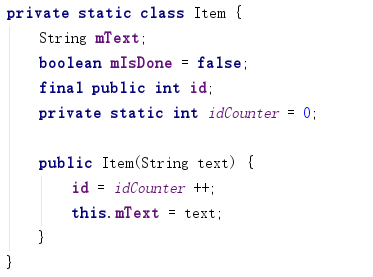 private static class Item {
String mText;
boolean mIsDone = false;
final public int id;
private static int idCounter = 0;
public Item(String text) {
id = idCounter ++;
this.mText = text;
}
}